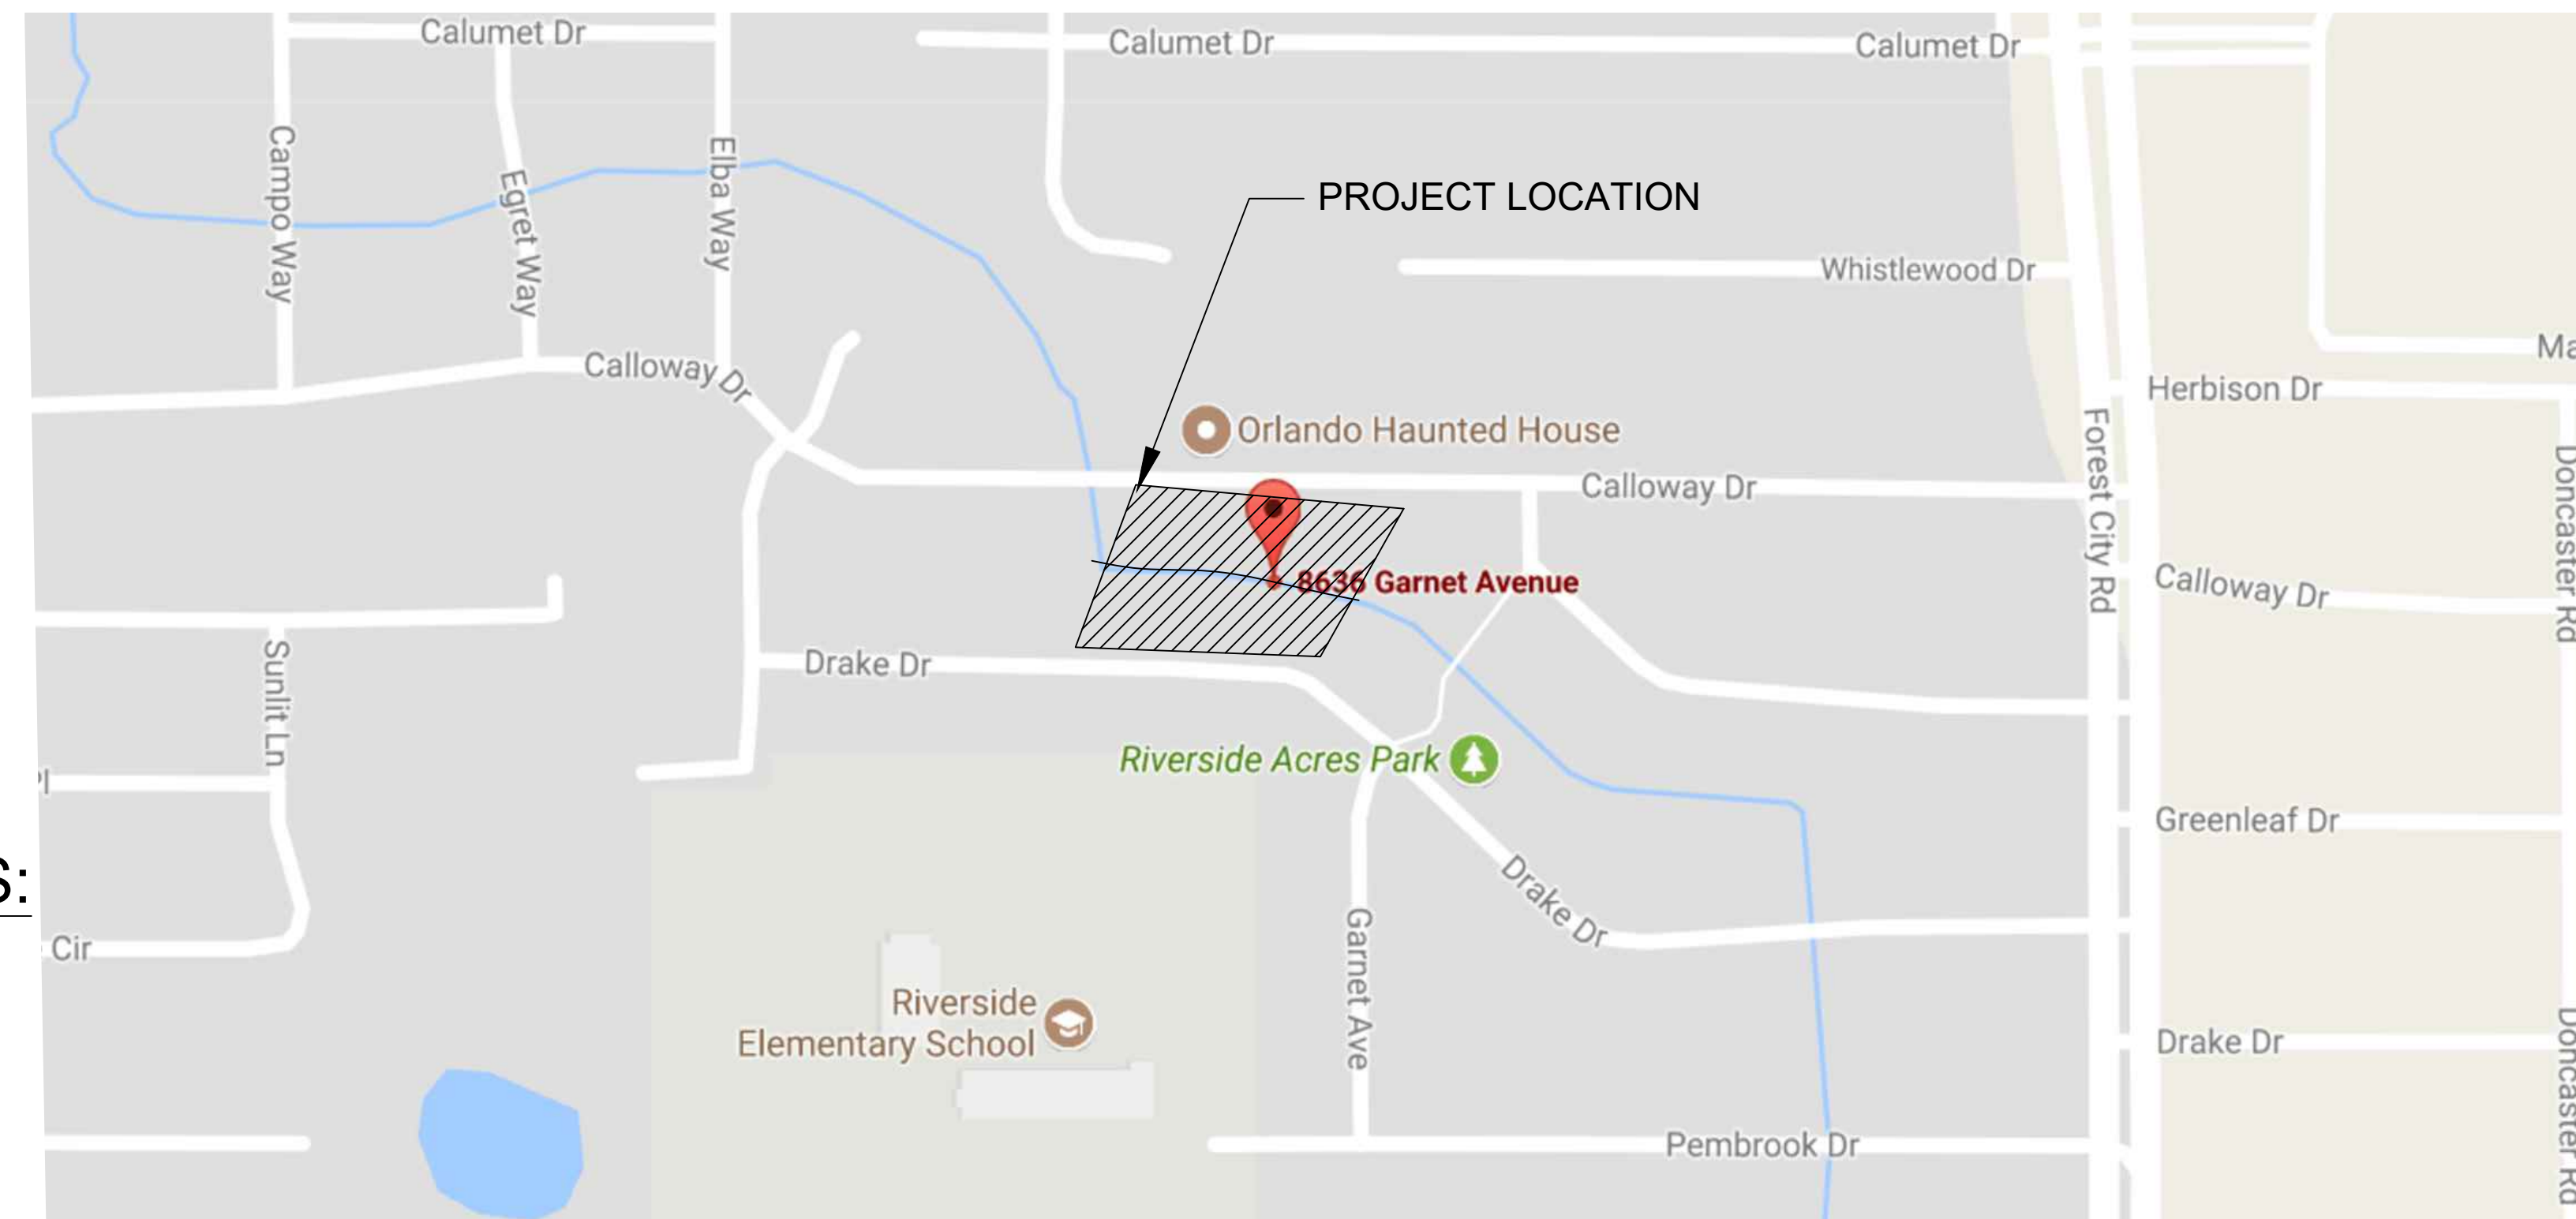 Calumet Dr
Calumet Dr
Calumet Dr
Campo Way
Egret Way
Elba Way
PROJECT LOCATION
Whistlewood Dr
Ma
Calloway Dr
Herbison Dr
Orlando Haunted House
Forest City Rd
Doncaster Rd
Calloway Dr
8636 Garnet Avenue
Calloway Dr
Sunlit Ln
Drake Dr
Riverside Acres Park
Pl
Greenleaf Dr
S:
Drake Dr
Cir
Garnet Ave
Riverside
Elementary School
Drake Dr
Doncaster Rd
Pembrook Dr